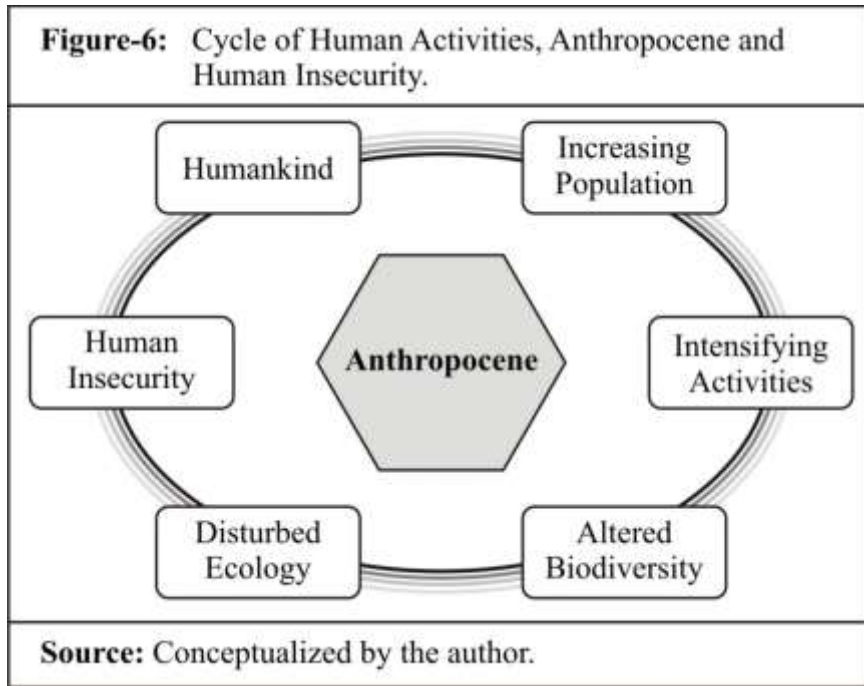 Figure-6: Cycle of Human Activities, Anthropocene and
Human Insecurity.
Humankind
Increasing
Population
Human
Insecurity
Anthropocene
Intensifying
Activities
Disturbed
Ecology
Altered
Biodiversity
Source: Conceptualized by the author.